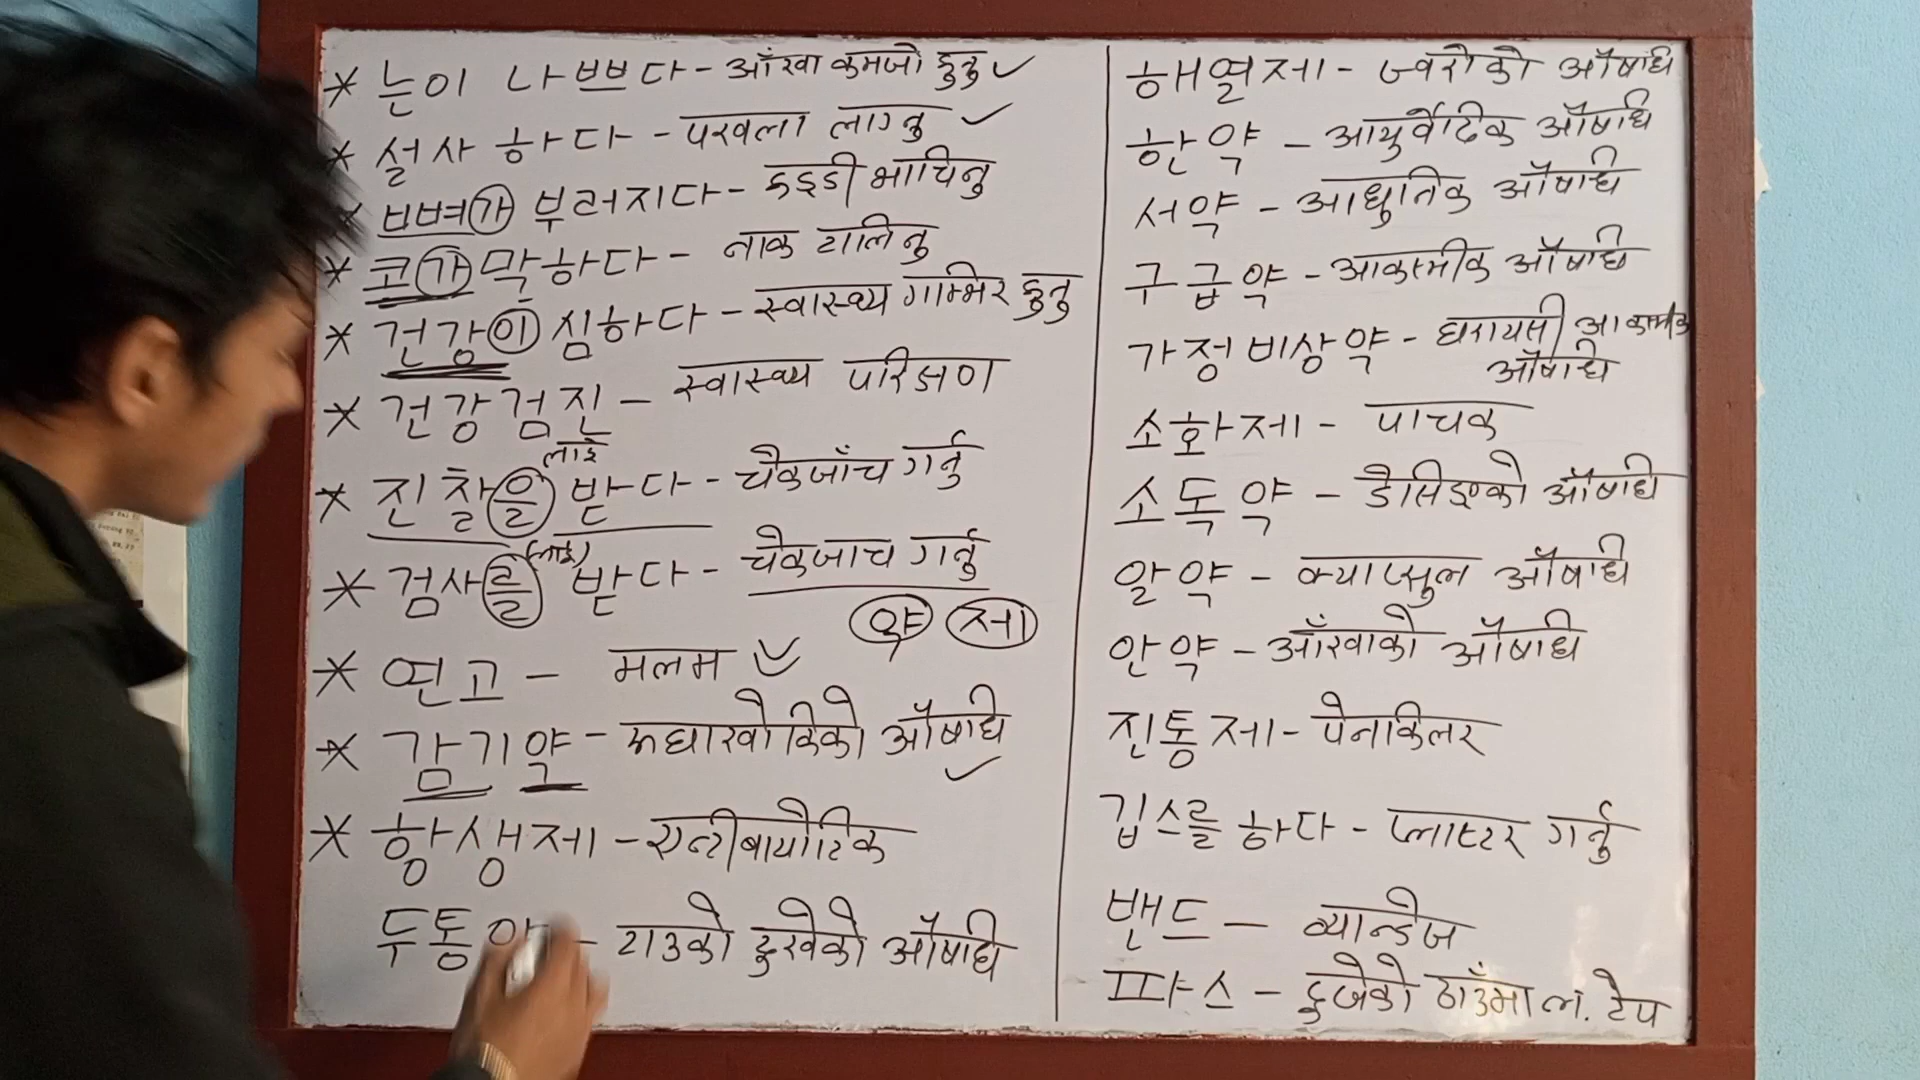 * 눈이 나쁘다 - आँखा कमजो हुनु ✓
* 설사하다 - पखला लाग्नु ✓
* 뼈가 부러지다 - हड्डी भाचिनु
* 코가 막하다 - नाक टालिनु
* 건강이 심하다 - स्वास्थ्य गाम्भिर हुनु
* 건강검진 - स्वास्थ्य परिक्षण
लाई
* 진찰을 받다 - चेकजाँच गर्नु
(लाई)
* 검사를 받다 - चेकजाच गर्नु
약 제
* 연고 - मलम ✓
* 감기약 - रुघाखोकिको औषधि ✓
* 항생제 - एन्टीबायोटिक
두통약 - टाउको दुखेको औषधि
해열제 - ज्वरोको औषधि
한약 - आयुर्वेदिक औषधि
서약 - आधुनिक औषधि
구급약 - आकस्मीक औषधि
가정비상약 - घरायसी आकस्मीक
औषधि
소화제 - पाचक
소독약 - औषधि
알약 - क्याप्सुल औषधि
안약 - आँखाको औषधि
진통제 - पेनकिलर
깁스를 하다 - प्लास्टर गर्नु
밴드 - ब्यान्डेज
파스 - दुखेको ठाउँमा ल. टेप